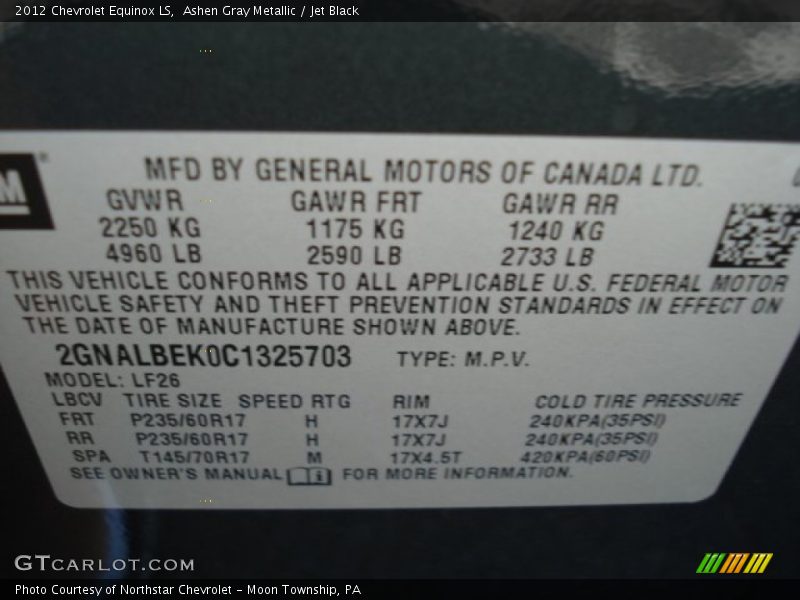 2012 Chevrolet Equinox LS,  Ashen Gray Metallic / Jet Black
MFD BY GENERAL MOTORS OF CANADA LTD.
GVWR GAWR FRT GAWR RR
2250 KG 1175 KG 1240 KG
4960 LB 2590 LB 2733 LB
THIS VEHICLE CONFORMS TO ALL APPLICABLE U.S. FEDERAL MOTOR
VEHICLE SAFETY AND THEFT PREVENTION STANDARDS IN EFFECT ON
THE DATE OF MANUFACTURE SHOWN ABOVE.
2GNALBEK0C1325703 TYPE: M.P.V.
MODEL: LF26
LBCV TIRE SIZE SPEED RTG RIM COLD TIRE PRESSURE
FRT P235/60R17 H 17X7J 240KPA(35PSI)
RR P235/60R17 H 17X7J 240KPA(35PSI)
SPA T145/70R17 M 17X4.5T 420KPA(60PSI)
SEE OWNER'S MANUAL FOR MORE INFORMATION.
GTCARLOT.COM
Photo Courtesy of Northstar Chevrolet - Moon Township, PA